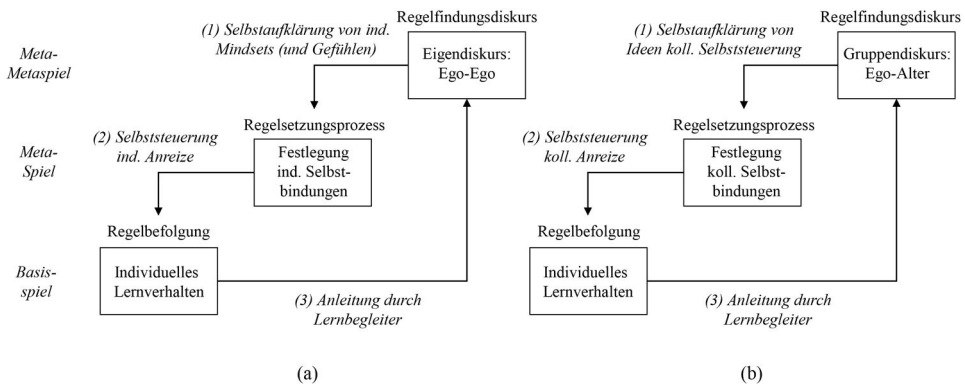 Meta-
Metaspiel
Meta-
Spiel
Basis-
spiel
Regelfindungsdiskurs
(1) Selbstaufklärung von ind.
Mindsets (und Gefühlen)
Eigendiskurs:
Ego-Ego
Regelsetzungsprozess
(2) Selbststeuerung
ind. Anreize
Festlegung
ind. Selbst-
bindungen
Regelbefolgung
Individuelles
Lernverhalten
(3) Anleitung durch
Lernbegleiter
(a)
Regelfindungsdiskurs
(1) Selbstaufklärung von
Ideen koll. Selbststeuerung
Gruppendiskurs:
Ego-Alter
Regelsetzungsprozess
(2) Selbststeuerung
koll. Anreize
Festlegung
koll. Selbst-
bindungen
Regelbefolgung
Individuelles
Lernverhalten
(3) Anleitung durch
Lernbegleiter
(b)